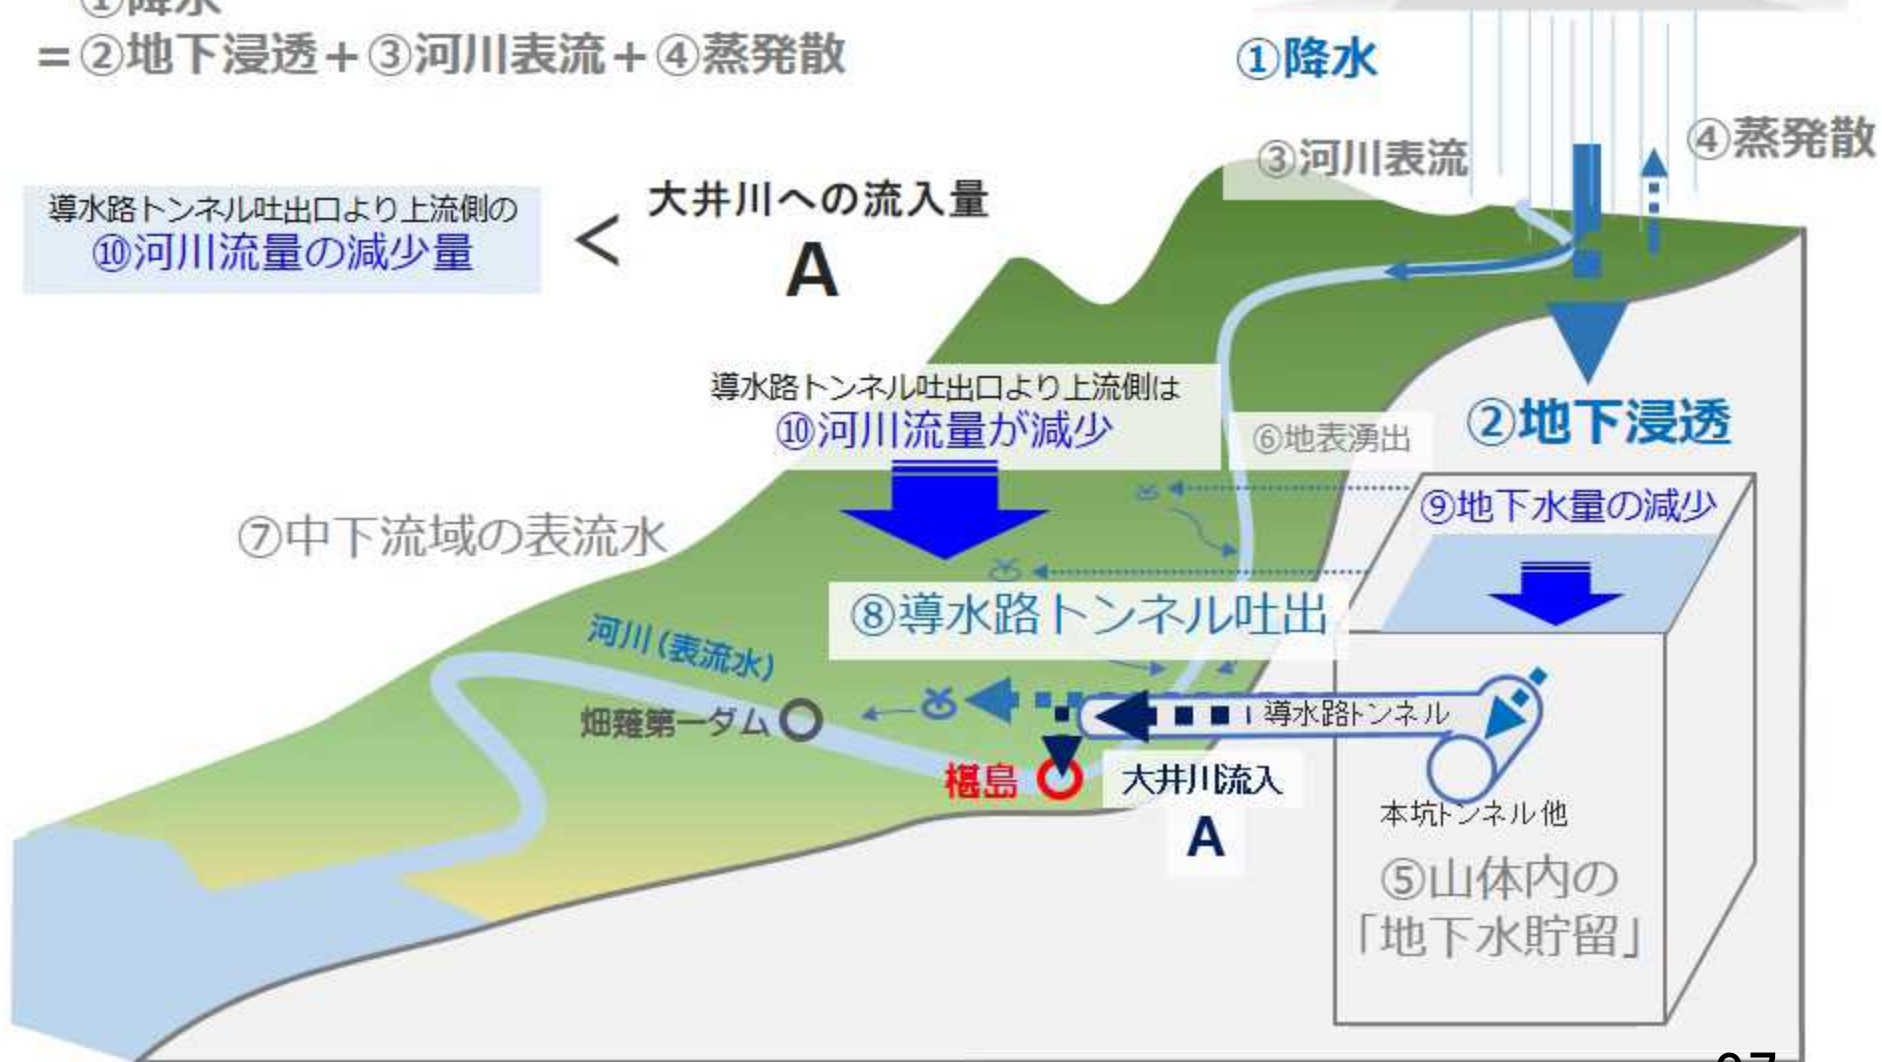 ①降水
=②地下浸透+③河川表流+④蒸発散
①降水
④蒸発散
③河川表流
導水路トンネル吐出口より上流側の
⑩河川流量の減少量
<
大井川への流入量
A
導水路トンネル吐出口より上流側は
⑩河川流量が減少
⑥地表湧出
②地下浸透
⑨地下水量の減少
⑦中下流域の表流水
⑧導水路トンネル吐出
河川(表流水)
畑薙第一ダム
導水路トンネル
椹島
大井川流入
A
本坑トンネル他
⑤山体内の
「地下水貯留」